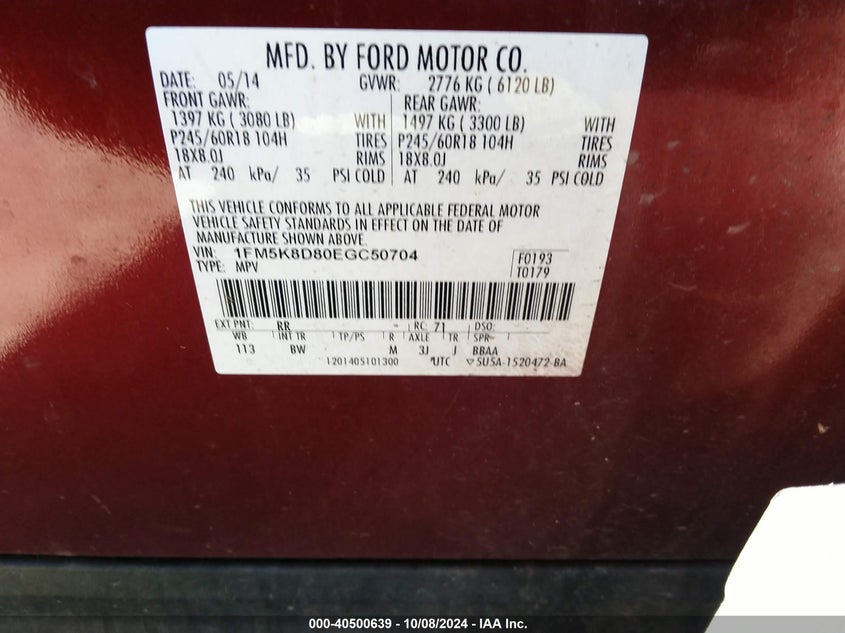 MFD. BY FORD MOTOR CO.
DATE: 05/14 GVWR: 2776 KG ( 6120 LB)
FRONT GAWR: REAR GAWR:
1397 KG ( 3080 LB) WITH 1497 KG ( 3300 LB) WITH
P245/60R18 104H TIRES P245/60R18 104H TIRES
18X8.0J RIMS 18X8.0J RIMS
AT 240 kPa/ 35 PSI COLD AT 240 kPa/ 35 PSI COLD
THIS VEHICLE CONFORMS TO ALL APPLICABLE FEDERAL MOTOR
VEHICLE SAFETY STANDARDS IN EFFECT ON THE DATE OF
MANUFACTURE SHOWN ABOVE.
VIN: 1FM5K8D80EGC50704 F0193
TYPE: MPV T0179
EXT PNT: RR - RC: 71 DSO:
WB INT TR TP/PS R AXLE TR SPR
113 BW M 3J J BBAA
1201405101300 UTC 5U5A-1520472-BA
000-40500639 - 10/08/2024 - IAA Inc.